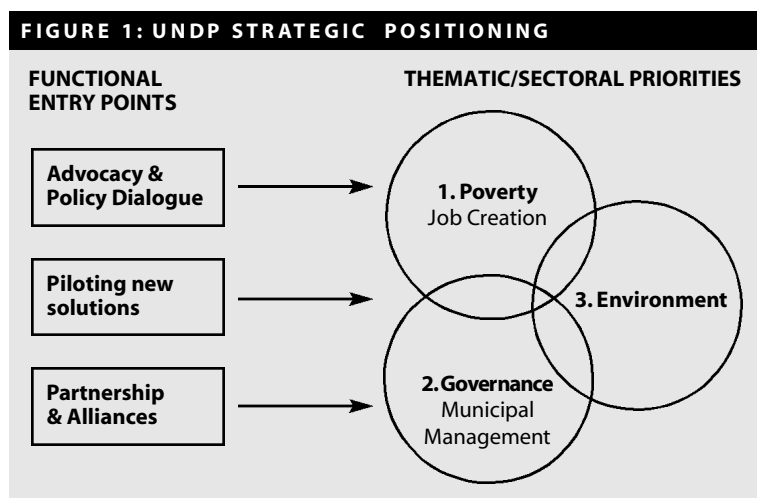 FIGURE 1: UNDP STRATEGIC POSITIONING
FUNCTIONAL
ENTRY POINTS
THEMATIC/SECTORAL PRIORITIES
Advocacy &
Policy Dialogue
Piloting new
solutions
Partnership
& Alliances
1. Poverty
Job Creation
3. Environment
2. Governance
Municipal
Management